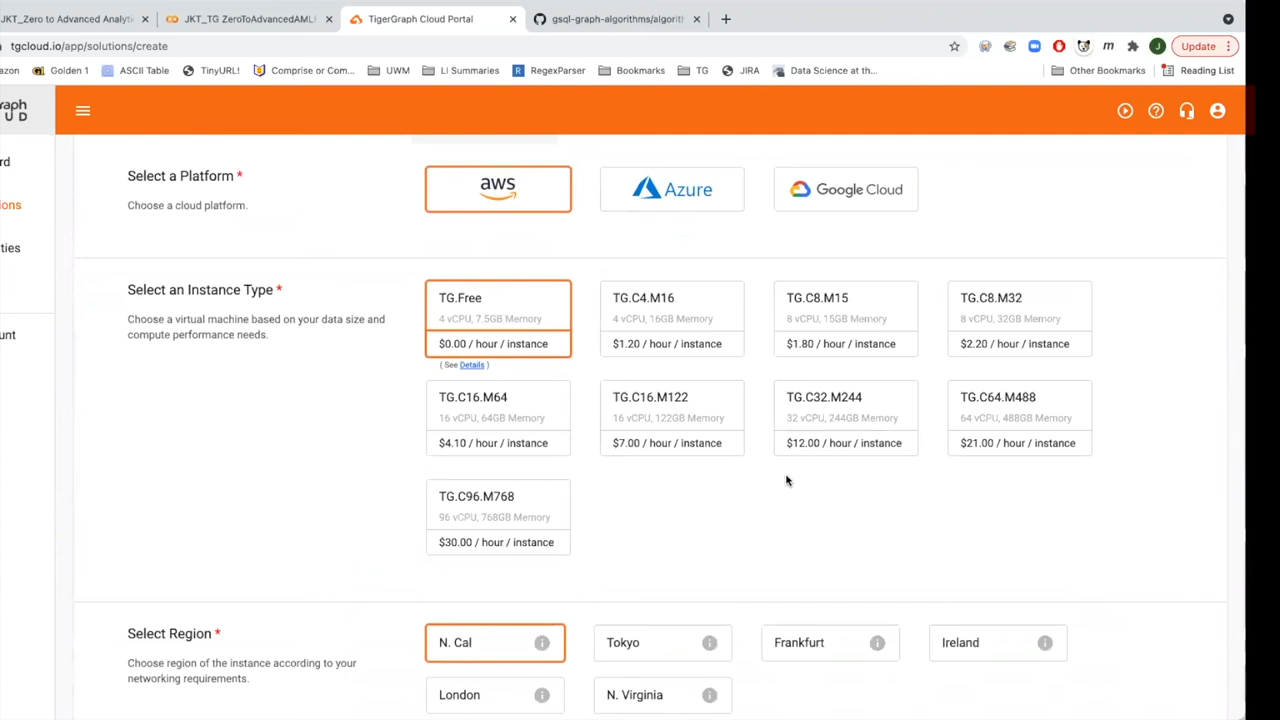 JKT_Zero to Advanced Analyti
JKT_TG ZeroToAdvancedAMLF
TigerGraph Cloud Portal
gsql-graph-algorithms/algorith
tgcloud.io/app/solutions/create
m
J
Update
azon
Golden 1
ASCII Table
TinyURL!
Comprise or Com...
UWM
LI Summaries
R
RegexParser
Bookmarks
TG
JIRA
Data Science at th...
Other Bookmarks
Reading List
raph
U D
rd
ions
ties
unt
Select a Platform *
Choose a cloud platform.
aws
Azure
Google Cloud
Select an Instance Type *
Choose a virtual machine based on your data size and
compute performance needs.
TG.Free
4 vCPU, 7.5GB Memory
$0.00 / hour / instance
( See Details )
TG.C4.M16
4 vCPU, 16GB Memory
$1.20 / hour / instance
TG.C8.M15
8 vCPU, 15GB Memory
$1.80 / hour / instance
TG.C8.M32
8 vCPU, 32GB Memory
$2.20 / hour / instance
TG.C16.M64
16 vCPU, 64GB Memory
$4.10 / hour / instance
TG.C16.M122
16 vCPU, 122GB Memory
$7.00 / hour / instance
TG.C32.M244
32 vCPU, 244GB Memory
$12.00 / hour / instance
TG.C64.M488
64 vCPU, 488GB Memory
$21.00 / hour / instance
TG.C96.M768
96 vCPU, 768GB Memory
$30.00 / hour / instance
Select Region *
Choose region of the instance according to your
networking requirements.
N. Cal
Tokyo
Frankfurt
Ireland
London
N. Virginia